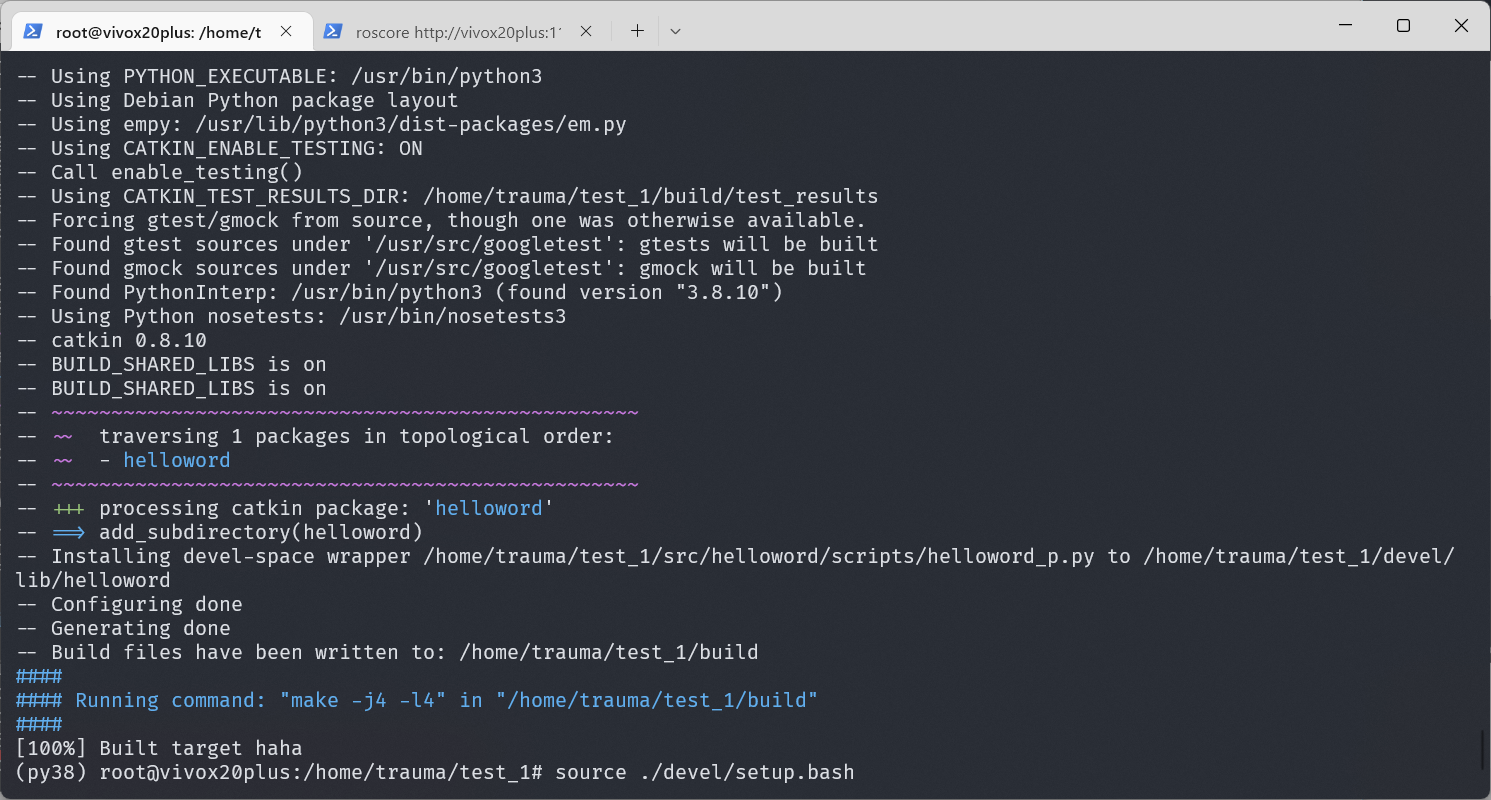 root@vivox20plus: /home/t
roscore http://vivox20plus:1
-- Using PYTHON_EXECUTABLE: /usr/bin/python3
-- Using Debian Python package layout
-- Using empy: /usr/lib/python3/dist-packages/em.py
-- Using CATKIN_ENABLE_TESTING: ON
-- Call enable_testing()
-- Using CATKIN_TEST_RESULTS_DIR: /home/trauma/test_1/build/test_results
-- Forcing gtest/gmock from source, though one was otherwise available.
-- Found gtest sources under '/usr/src/googletest': gtests will be built
-- Found gmock sources under '/usr/src/googletest': gmock will be built
-- Found PythonInterp: /usr/bin/python3 (found version "3.8.10")
-- Using Python nosetests: /usr/bin/nosetests3
-- catkin 0.8.10
-- BUILD_SHARED_LIBS is on
-- BUILD_SHARED_LIBS is on
-- ~~~~~~~~~~~~~~~~~~~~~~~~~~~~~~~~~~~~~~~~~~~~~~~~~
-- ~~  traversing 1 packages in topological order:
-- ~~  - helloword
-- ~~~~~~~~~~~~~~~~~~~~~~~~~~~~~~~~~~~~~~~~~~~~~~~~~
-- +++ processing catkin package: 'helloword'
-- ==> add_subdirectory(helloword)
-- Installing devel-space wrapper /home/trauma/test_1/src/helloword/scripts/helloword_p.py to /home/trauma/test_1/devel/
lib/helloword
-- Configuring done
-- Generating done
-- Build files have been written to: /home/trauma/test_1/build
####
#### Running command: "make -j4 -l4" in "/home/trauma/test_1/build"
####
[100%] Built target haha
(py38) root@vivox20plus:/home/trauma/test_1# source ./devel/setup.bash